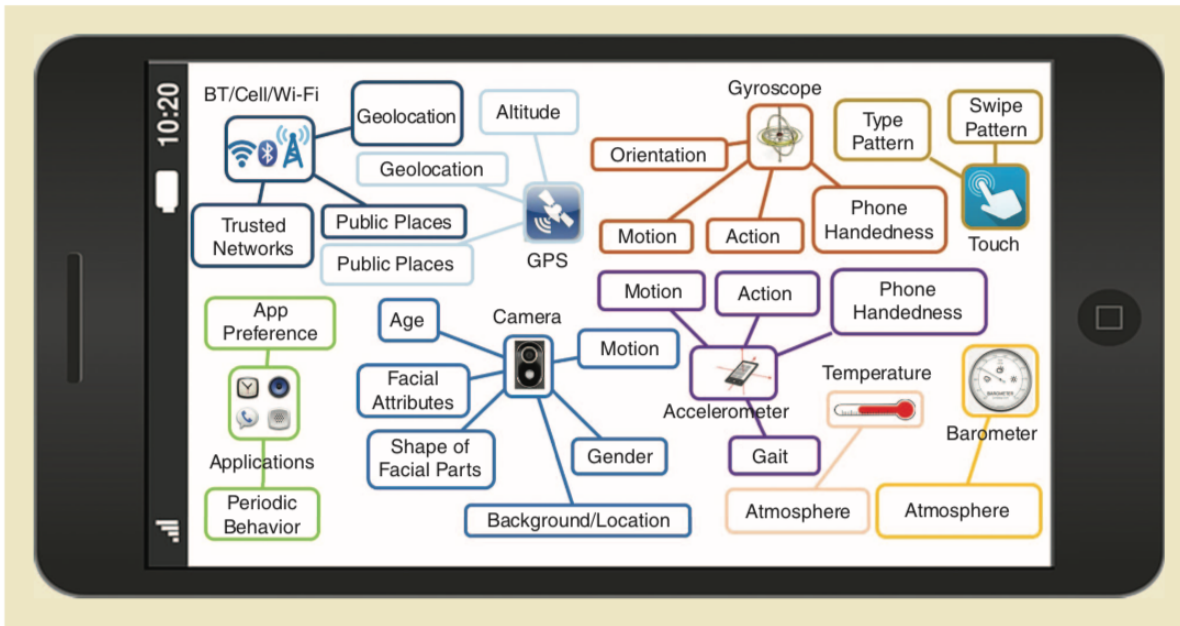 10:20
BT/Cell/Wi-Fi
Geolocation
Trusted
Networks
Public Places
Altitude
Geolocation
Public Places
GPS
Gyroscope
Orientation
Motion
Action
Phone
Handedness
Type
Pattern
Swipe
Pattern
Touch
App
Preference
Applications
Periodic
Behavior
Camera
Age
Motion
Facial
Attributes
Shape of
Facial Parts
Gender
Background/Location
Motion
Action
Phone
Handedness
Accelerometer
Gait
Temperature
Atmosphere
BAROMETER
Barometer
Atmosphere